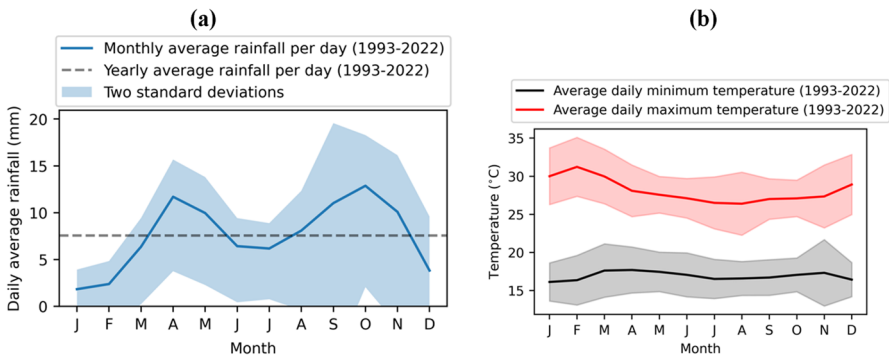 (a)
Monthly average rainfall per day (1993-2022)
Yearly average rainfall per day (1993-2022)
Two standard deviations
Daily average rainfall (mm)
20
15
10
5
0
J F M A M J J A S O N D
Month
(b)
Average daily minimum temperature (1993-2022)
Average daily maximum temperature (1993-2022)
Temperature (°C)
35
30
25
20
15
J F M A M J J A S O N D
Month